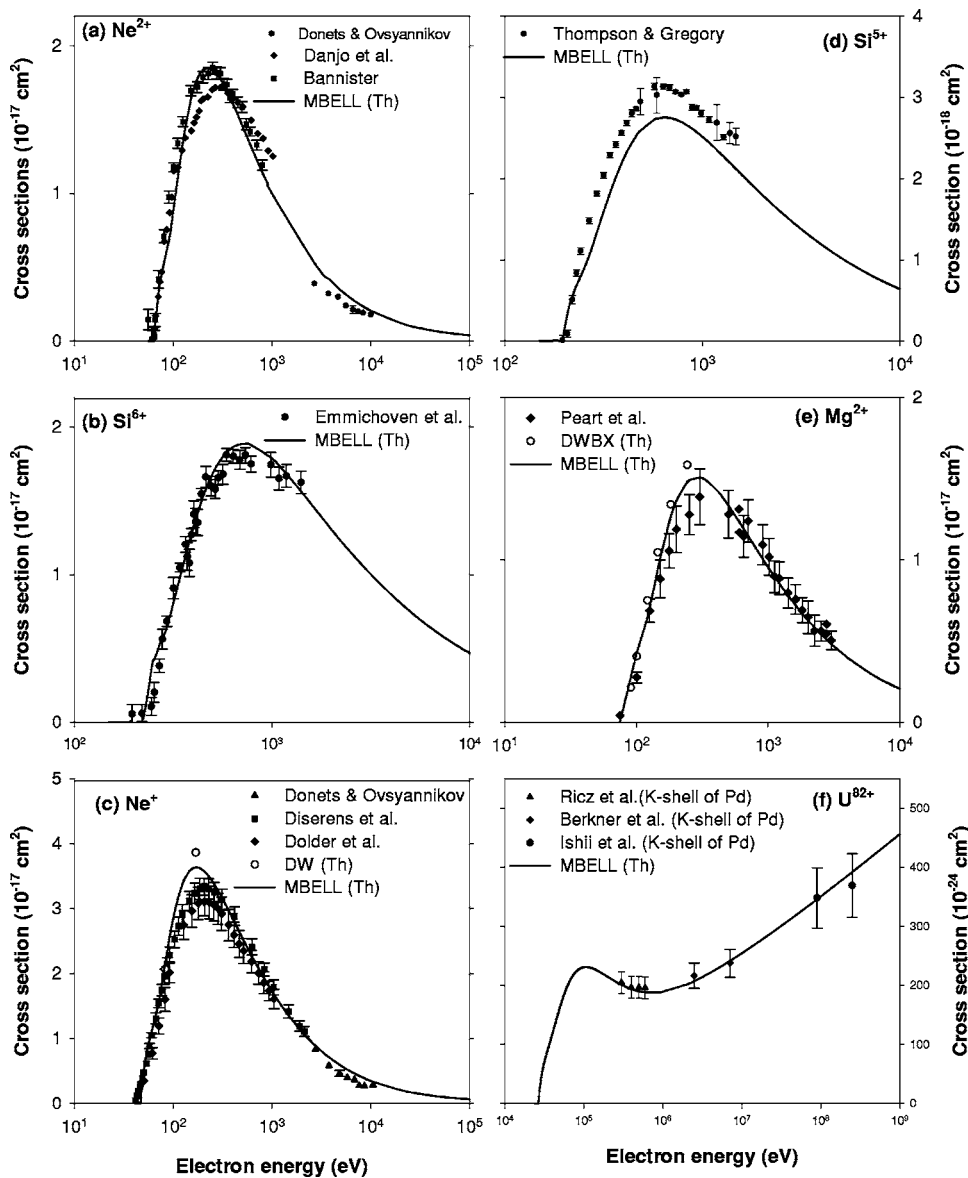 (a) Ne2+
Donets & Ovsyannikov
Danjo et al.
Bannister
MBELL (Th)
Cross sections (10-17 cm2)
2
1
0
101 102 103 104 105
(d) Si5+
Thompson & Gregory
MBELL (Th)
Cross sections (10-18 cm2)
4
3
2
1
0
102 103 104
(b) Si6+
Emmichoven et al.
MBELL (Th)
Cross section (10-17 cm2)
2
1
0
102 103 104
(e) Mg2+
Peart et al.
DWBX (Th)
MBELL (Th)
Cross section (10-17 cm2)
2
1
0
101 102 103 104
(c) Ne+
Donets & Ovsyannikov
Diserens et al.
Dolder et al.
DW (Th)
MBELL (Th)
Cross section (10-17 cm2)
5
4
3
2
1
0
101 102 103 104 105
Electron energy (eV)
(f) U82+
Ricz et al.(K-shell of Pd)
Berkner et al. (K-shell of Pd)
Ishii et al.(K-shell of Pd)
MBELL (Th)
Cross section (10-24 cm2)
500
400
300
200
100
0
104 105 106 107 108 109
Electron energy (eV)